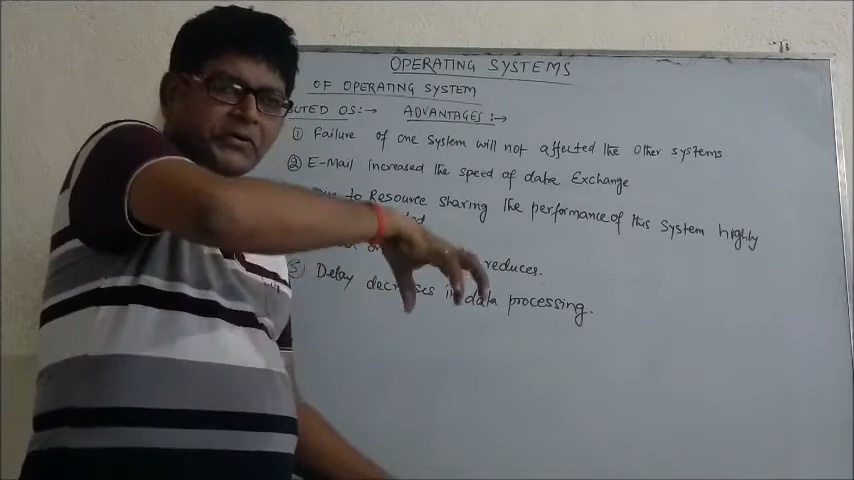 OPERATING SYSTEMS
OF OPERATING SYSTEM
OS:→ ADVANTAGES:→
① Failure of one system will not affected the Other systems
② E-Mail increased the speed of data Exchange
to Resource sharing the performance of this System highly
reduces.
⑤ Delay in data processing.